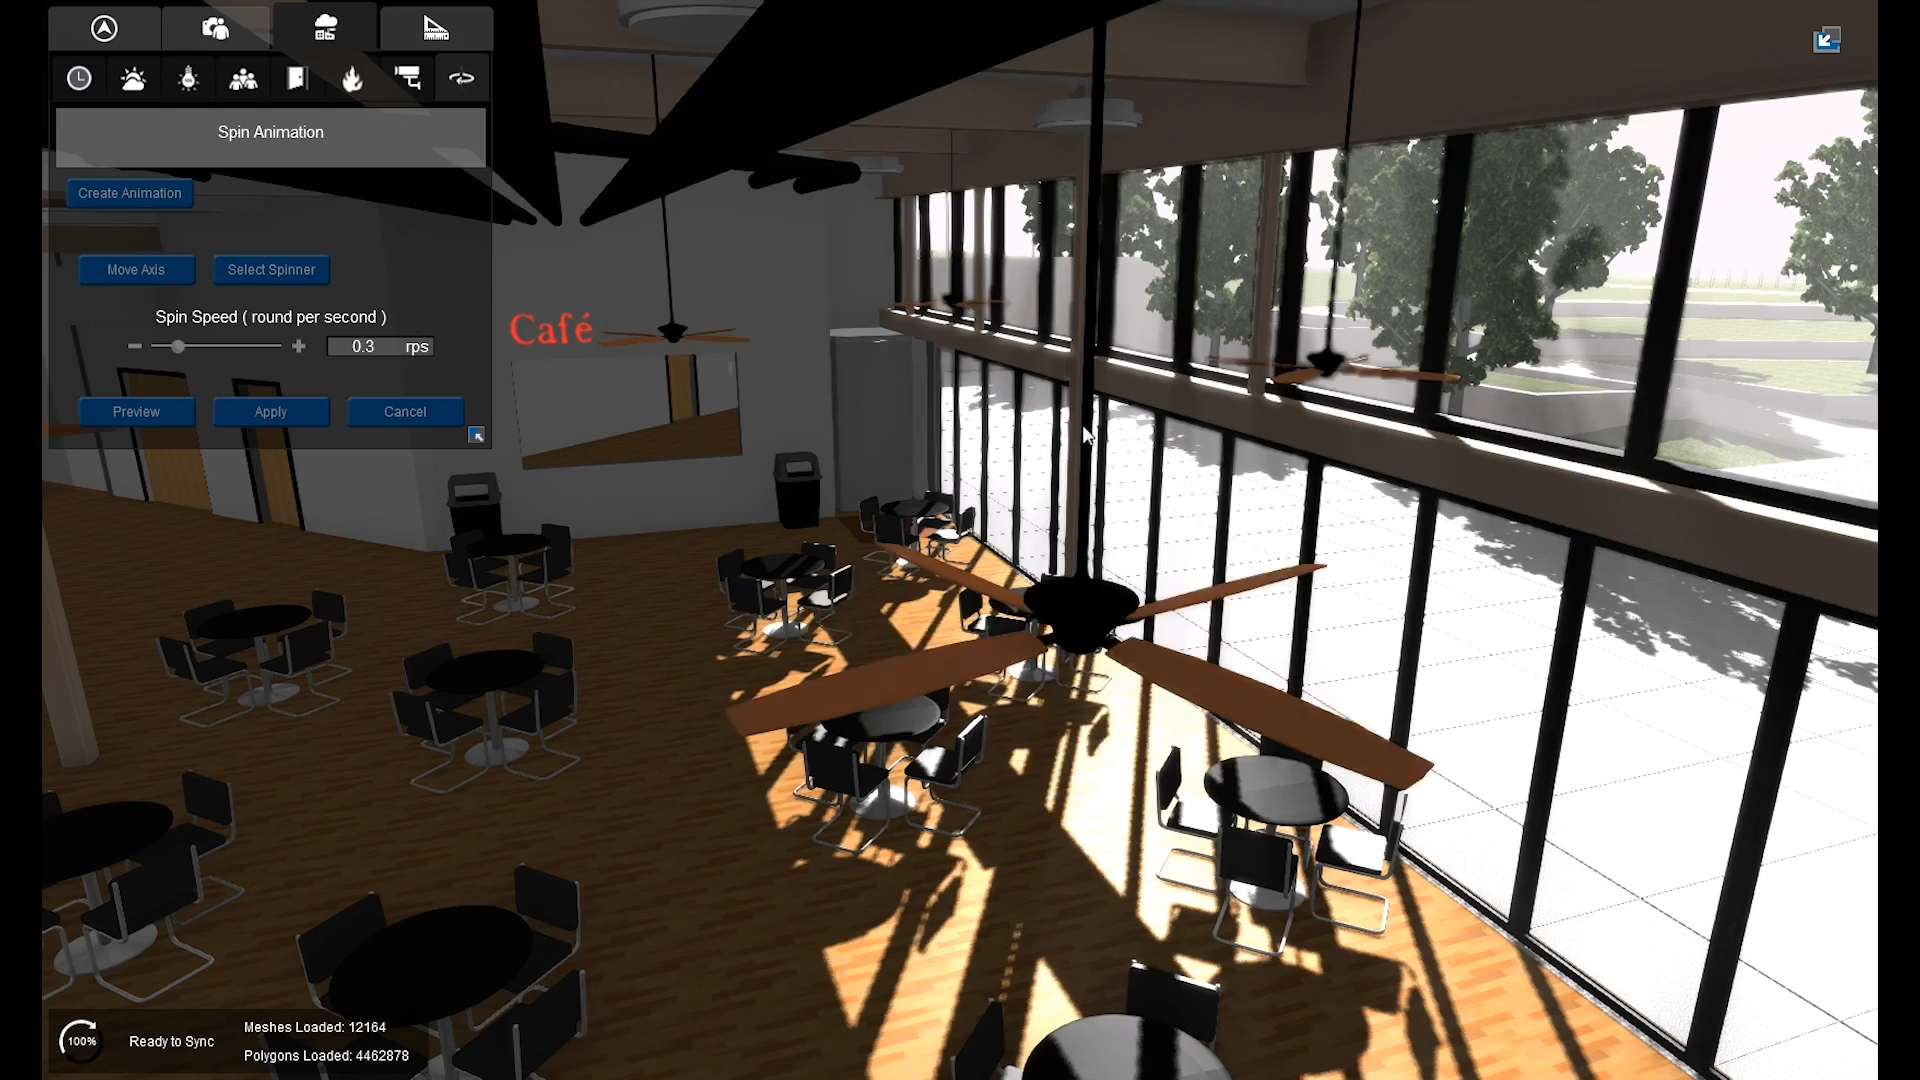 Spin Animation
Create Animation
Move Axis Select Spinner
Spin Speed ( round per second )
0.3 rps
Preview Apply Cancel
Café
100% Ready to Sync
Meshes Loaded: 12164
Polygons Loaded: 4462878